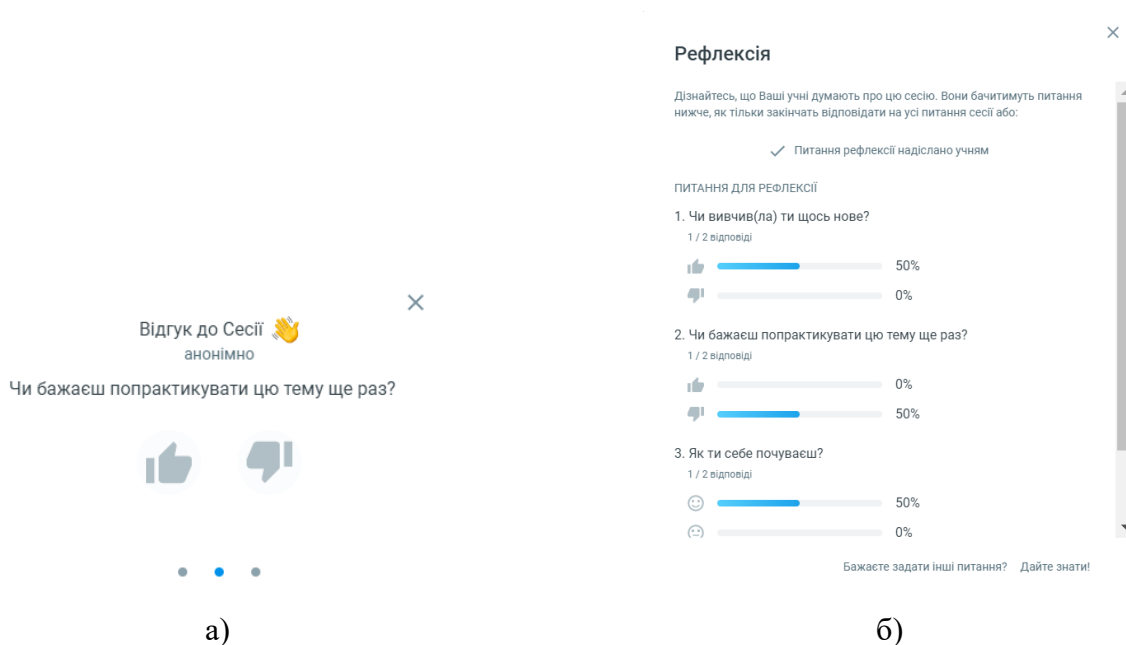 Відгук до Сесії 👋
анонімно
Чи бажаєш попрактикувати цю тему ще раз?
а)
Рефлексія
Дізнайтесь, що Ваші учні думають про цю сесію. Вони бачитимуть питання
нижче, як тільки закінчать відповідати на усі питання сесії або:
Питання рефлексії надіслано учням
ПИТАННЯ ДЛЯ РЕФЛЕКСІЇ
1. Чи вивчив(ла) ти щось нове?
1 / 2 відповіді
50%
0%
2. Чи бажаєш попрактикувати цю тему ще раз?
1 / 2 відповіді
0%
50%
3. Як ти себе почуваєш?
1 / 2 відповіді
50%
0%
Бажаєте задати інші питання? Дайте знати!
б)